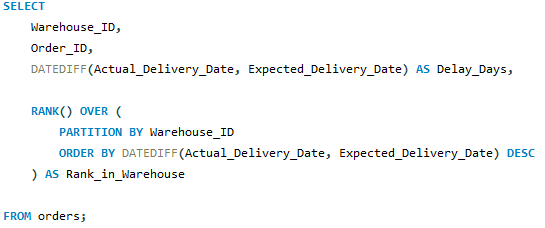 SELECT
    Warehouse_ID,
    Order_ID,
    DATEDIFF(Actual_Delivery_Date, Expected_Delivery_Date) AS Delay_Days,

    RANK() OVER (
        PARTITION BY Warehouse_ID
        ORDER BY DATEDIFF(Actual_Delivery_Date, Expected_Delivery_Date) DESC
    ) AS Rank_in_Warehouse

FROM orders;